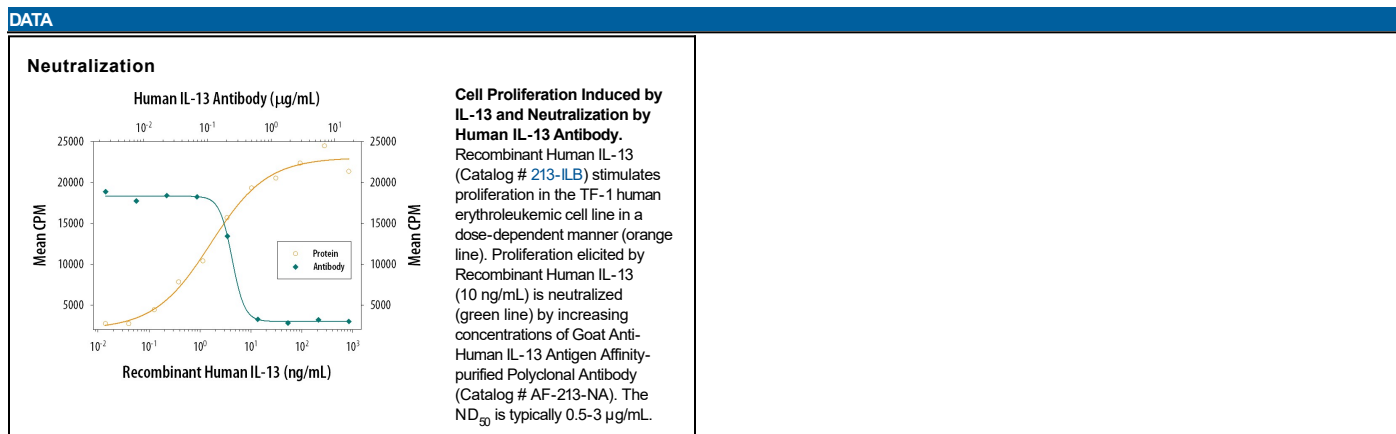 DATA
Neutralization
Human IL-13 Antibody (µg/mL)
10⁻² 10⁻¹ 10⁰ 10¹
25000 25000
20000 20000
15000 15000
10000 10000
5000 5000
Mean CPM
Mean CPM
Protein
Antibody
10⁻² 10⁻¹ 10⁰ 10¹ 10² 10³
Recombinant Human IL-13 (ng/mL)
Cell Proliferation Induced by
IL-13 and Neutralization by
Human IL-13 Antibody.
Recombinant Human IL-13
(Catalog # 213-ILB) stimulates
proliferation in the TF-1 human
erythroleukemic cell line in a
dose-dependent manner (orange
line). Proliferation elicited by
Recombinant Human IL-13
(10 ng/mL) is neutralized
(green line) by increasing
concentrations of Goat Anti-
Human IL-13 Antigen Affinity-
purified Polyclonal Antibody
(Catalog # AF-213-NA). The
ND₅₀ is typically 0.5-3 µg/mL.